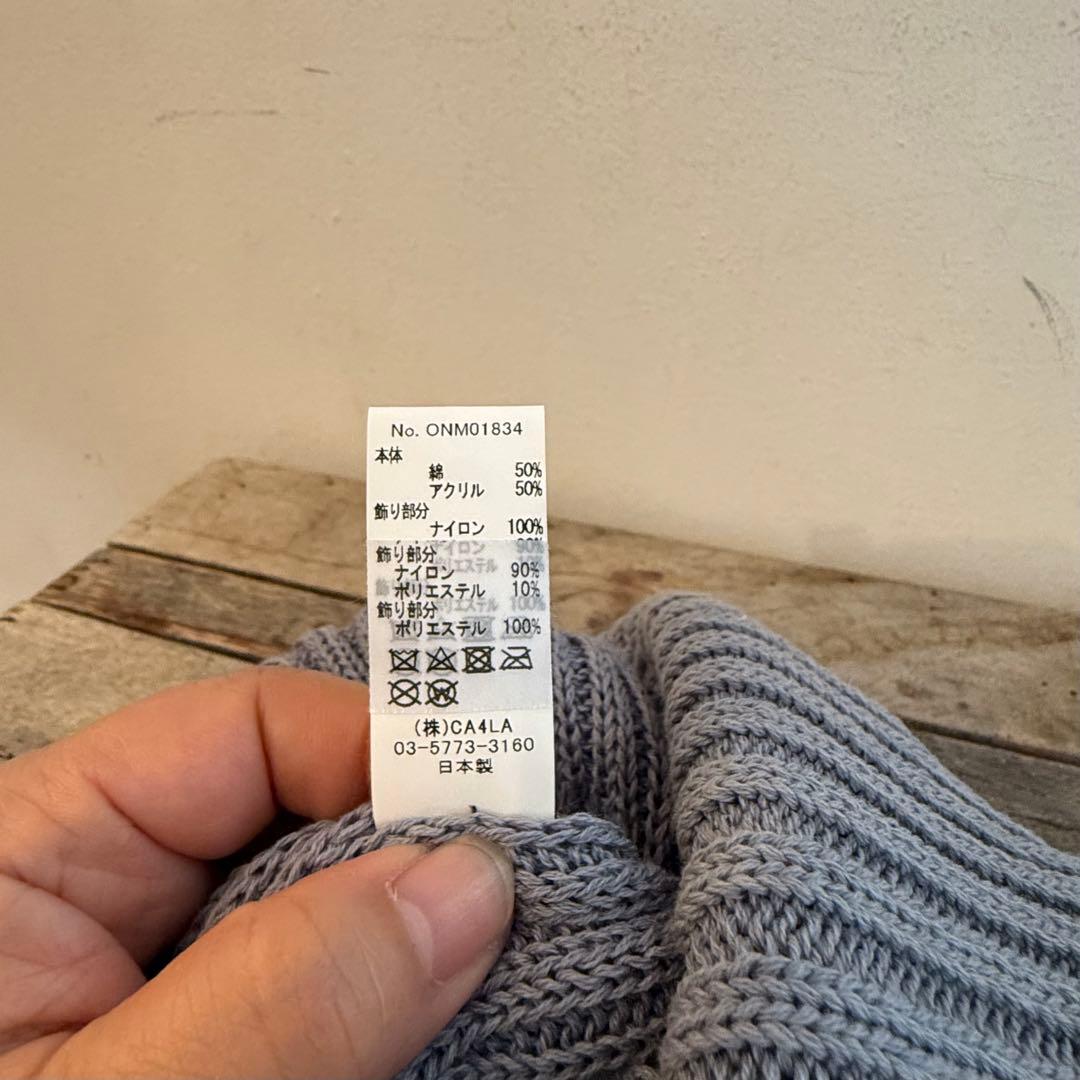 No. ONM01834
本体
綿 50%
アクリル 50%
飾り部分
ナイロン 100%
飾り部分
ナイロン 90%
ポリエステル 10%
飾り部分
ポリエステル 100%
(株)CA4LA
03-5773-3160
日本製